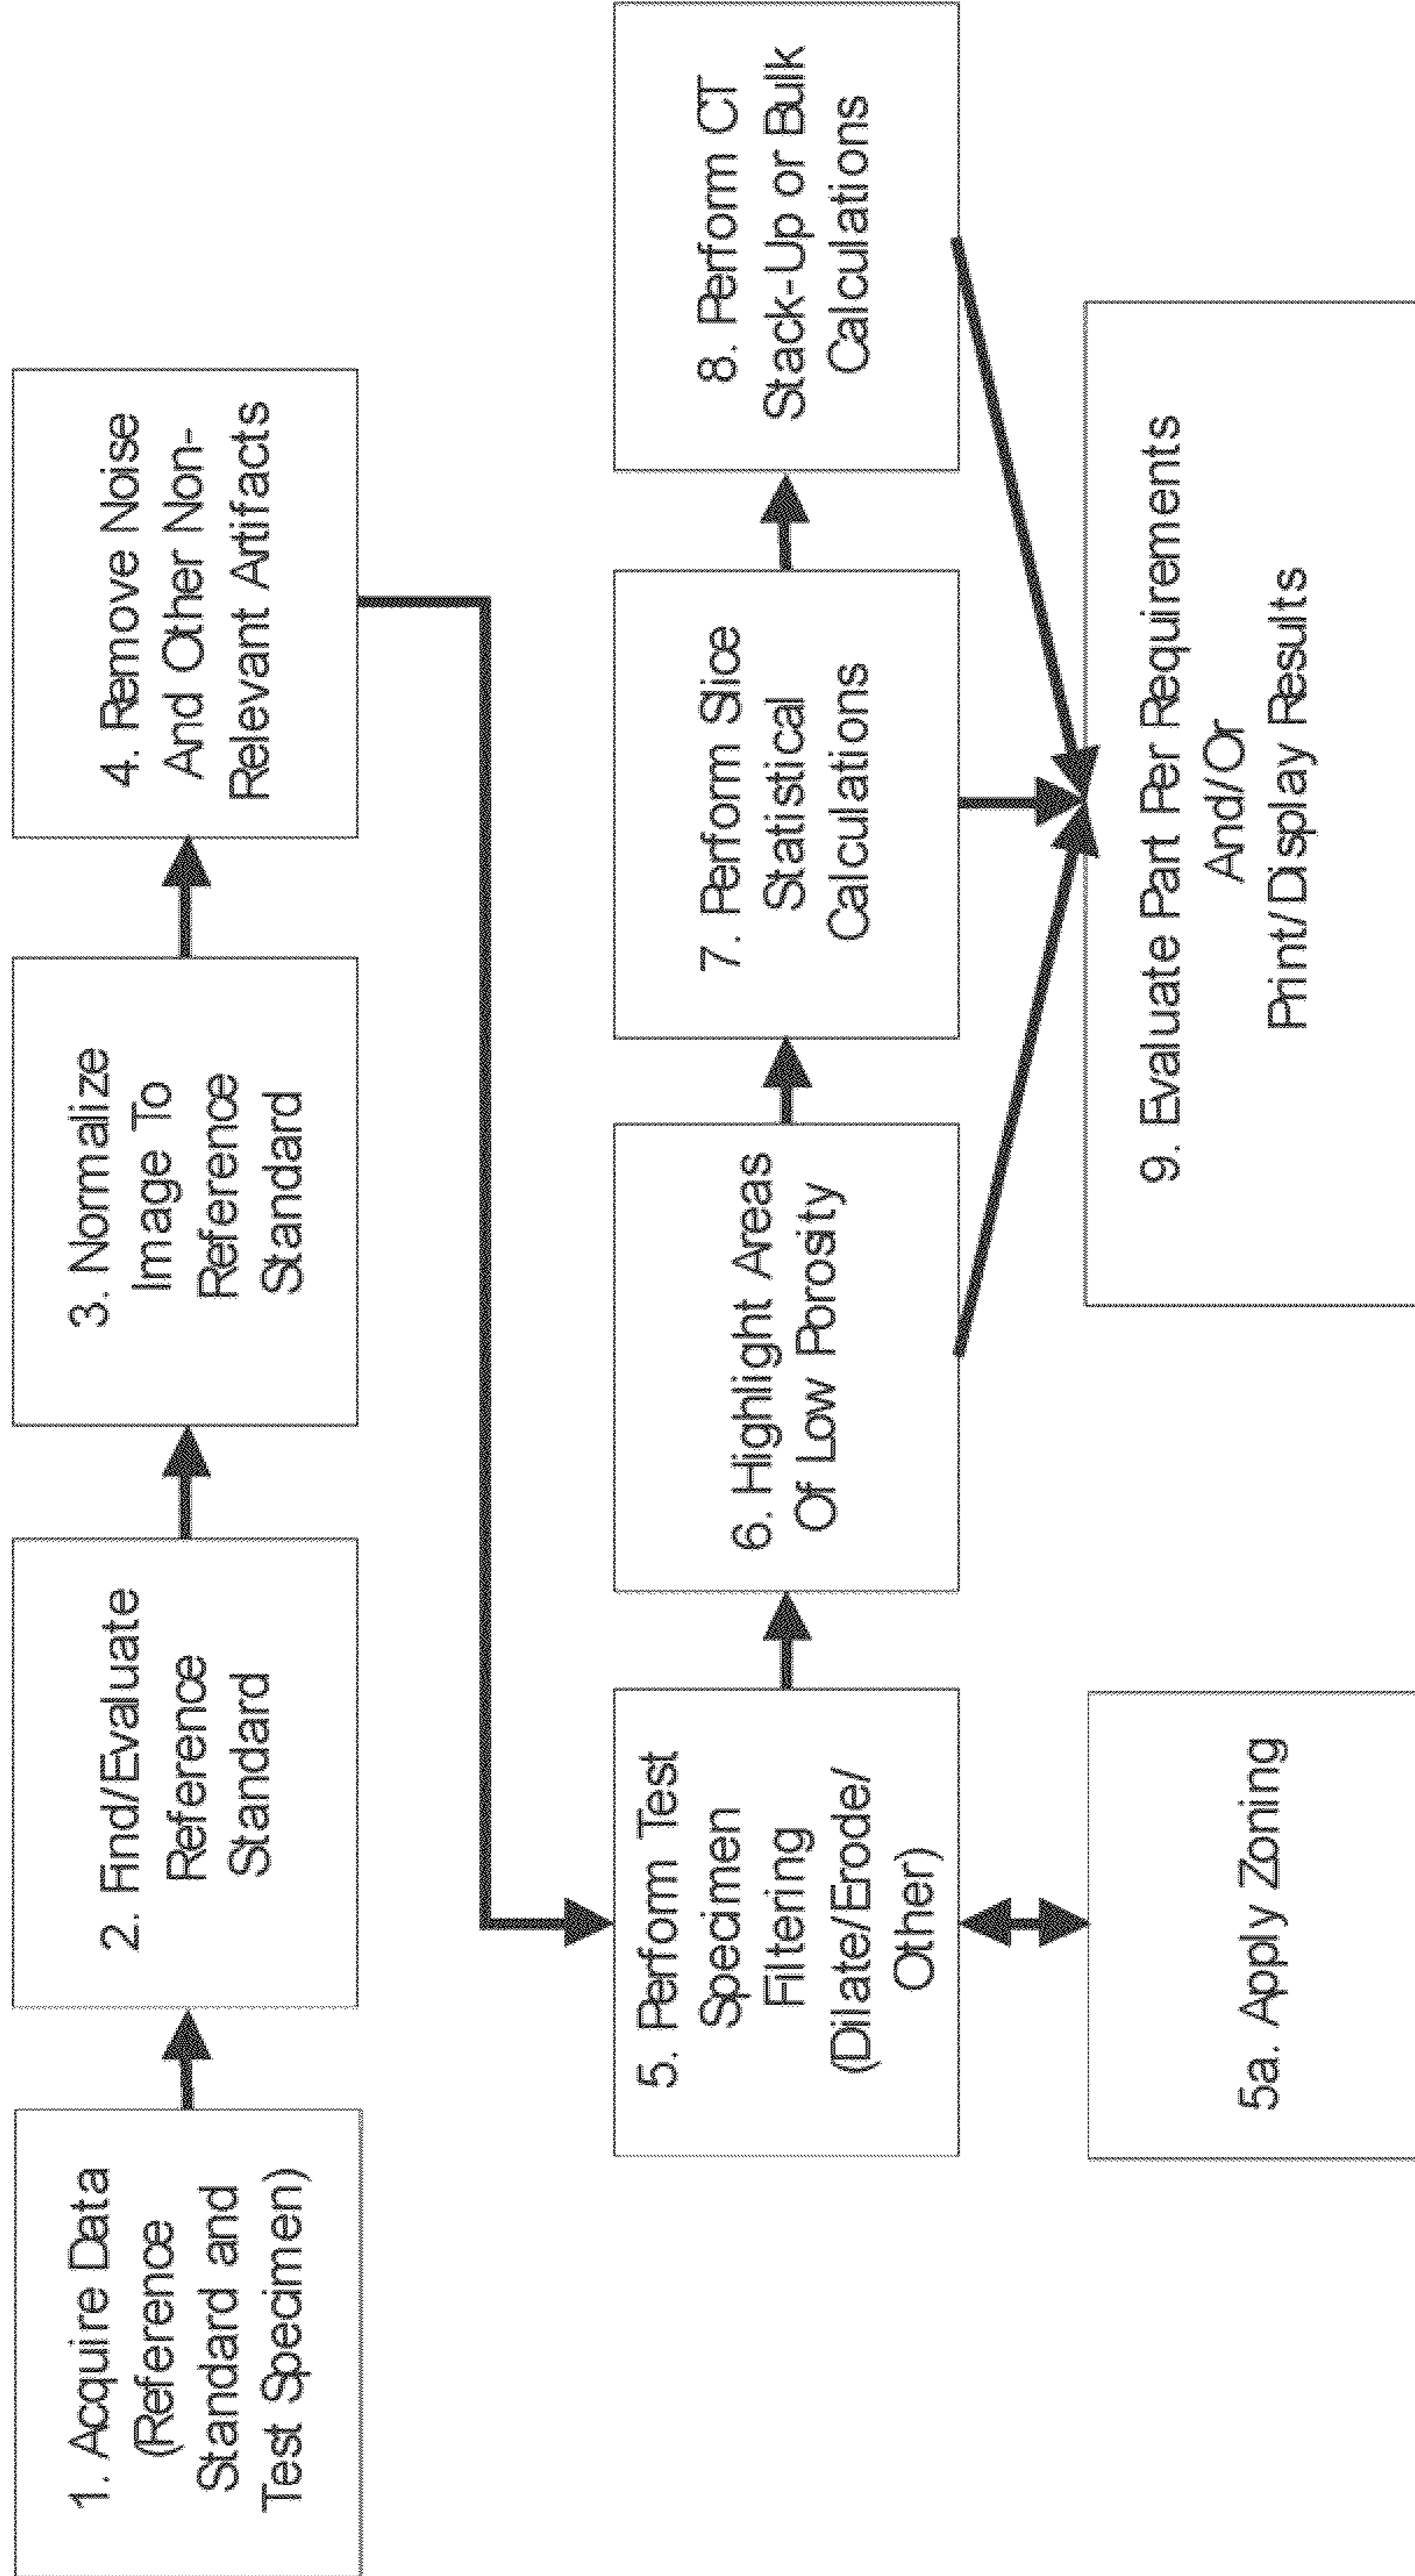 1. Acquire Data
(Reference
Standard and
Test Specimen)
2. Find/Evaluate
Reference
Standard
3. Normalize
Image To
Reference
Standard
4. Remove Noise
And Other Non-
Relevant Artifacts
5. Perform Test
Specimen
Filtering
(Dilate/Erode/
Other)
5a. Apply Zoning
6. Highlight Areas
Of Low Porosity
7. Perform Slice
Statistical
Calculations
8. Perform CT
Stack-Up or Bulk
Calculations
9. Evaluate Part Per Requirements
And/Or
Print/Display Results